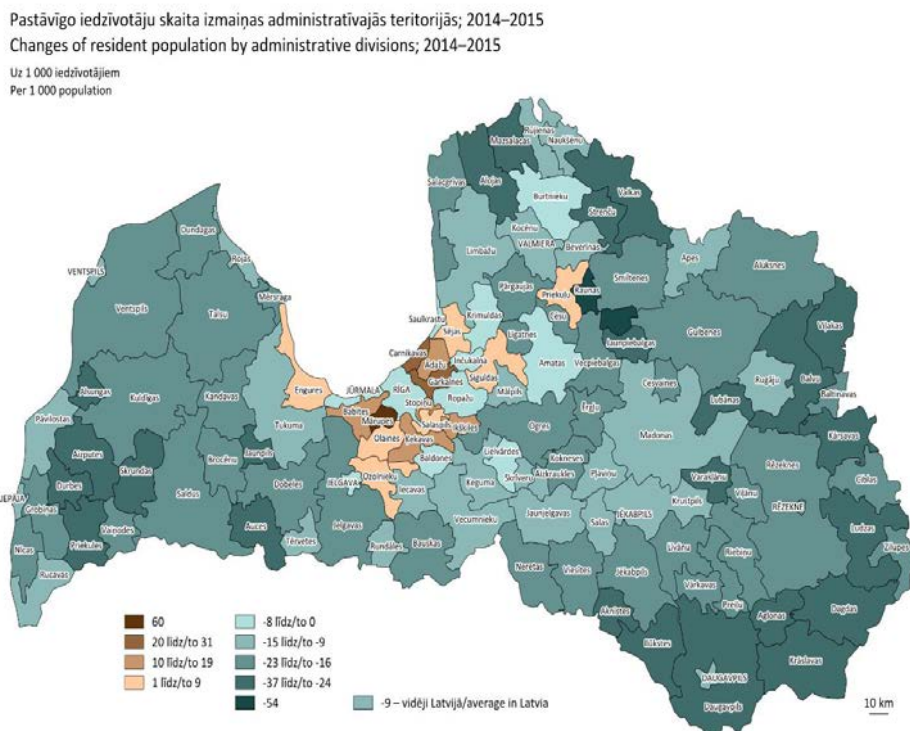 Pastāvīgo iedzīvotāju skaita izmaiņas administratīvajās teritorijās; 2014–2015
Changes of resident population by administrative divisions; 2014–2015
Uz 1 000 iedzīvotājiem
Per 1 000 population
Rūjienas
Mazsalacas
Naukšēnu
Salacgrīvas
Alojas
Burtnieku
Valkas
Strenču
Kocēnu
VALMIERA
Beverīnas
Limbažu
Apes
Smiltenes
Alūksnes
Dundagas
Rojas
VENTSPILS
Mērsraga
Ventspils
Talsu
Pārgaujas
Priekuļu
Raunas
Cēsu
Saulkrastu
Krimuldas
Sējas
Līgatnes
Jaunpiebalgas
Gulbenes
Viļakas
Carnikavas
Ādažu
Inčukalna
Amatas
Vecpiebalgas
Garkalnes
Siguldas
Mālpils
Cesvaines
Rugāju
Balvu
Baltinavas
Lubānas
Engures
JŪRMALA
RĪGA
Stopiņu
Ropažu
Ērgļu
Alsungas
Kuldīgas
Kandavas
Pāvilostas
Tukuma
Babītes
Mārupes
Salaspils
Ikšķiles
Ogres
Madonas
Kārsavas
Olaines
Ķekavas
Aizputes
Skrundas
Brocēnu
Jaunpils
Baldones
Lielvārdes
Kokneses
Pļaviņu
Varakļānu
Rēzeknes
Ciblas
Durbes
Saldus
Dobeles
JELGAVA
Ozolnieku
Iecavas
Ķeguma
Skrīveru
Aizkraukles
Krustpils
Viļānu
RĒZEKNE
Grobiņas
Auces
Jelgavas
Vecumnieku
Jaunjelgavas
Salas
JĒKABPILS
Ludzas
Zilupes
Nīcas
Priekules
Vaiņodes
Tērvetes
Rundāles
Bauskas
Līvānu
Riebiņu
Rucavas
Neretas
Viesītes
Jēkabpils
Vārkavas
Preiļu
Aglonas
Dagdas
Aknīstes
Ilūkstes
Krāslavas
DAUGAVPILS
Daugavpils
60
20 līdz/to 31
10 līdz/to 19
1 līdz/to 9
-8 līdz/to 0
-15 līdz/to -9
-23 līdz/to -16
-37 līdz/to -24
-54
-9 – vidēji Latvijā/average in Latvia
10 km